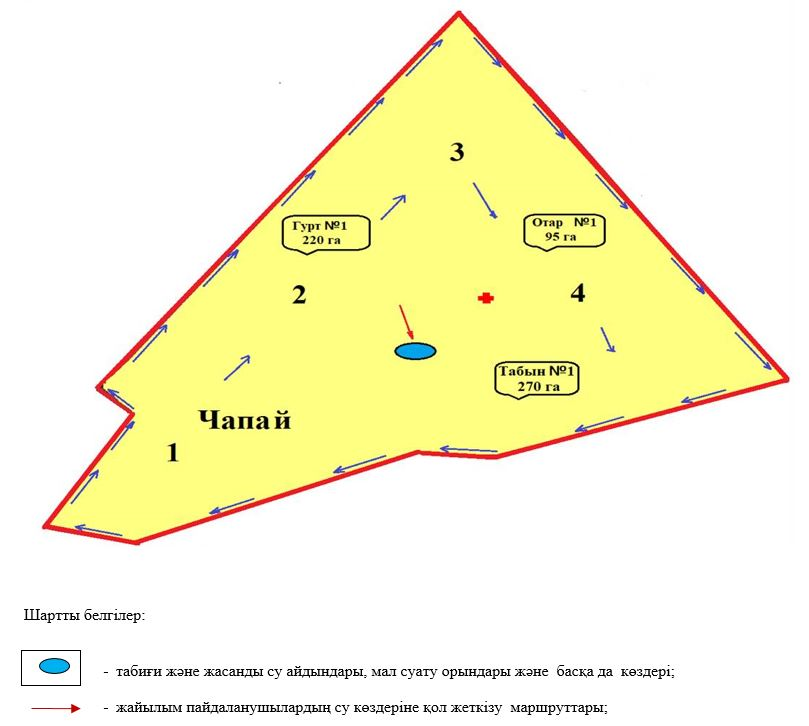 3
Гурт №1
220 га
Отар №1
95 га
2
4
Табын №1
270 га
Чапай
1
Шартты белгілер:
- табиғи және жасанды су айдындары, мал суату орындары және басқа да көздері;
- жайылым пайдаланушылардың су көздеріне қол жеткізу маршруттары;